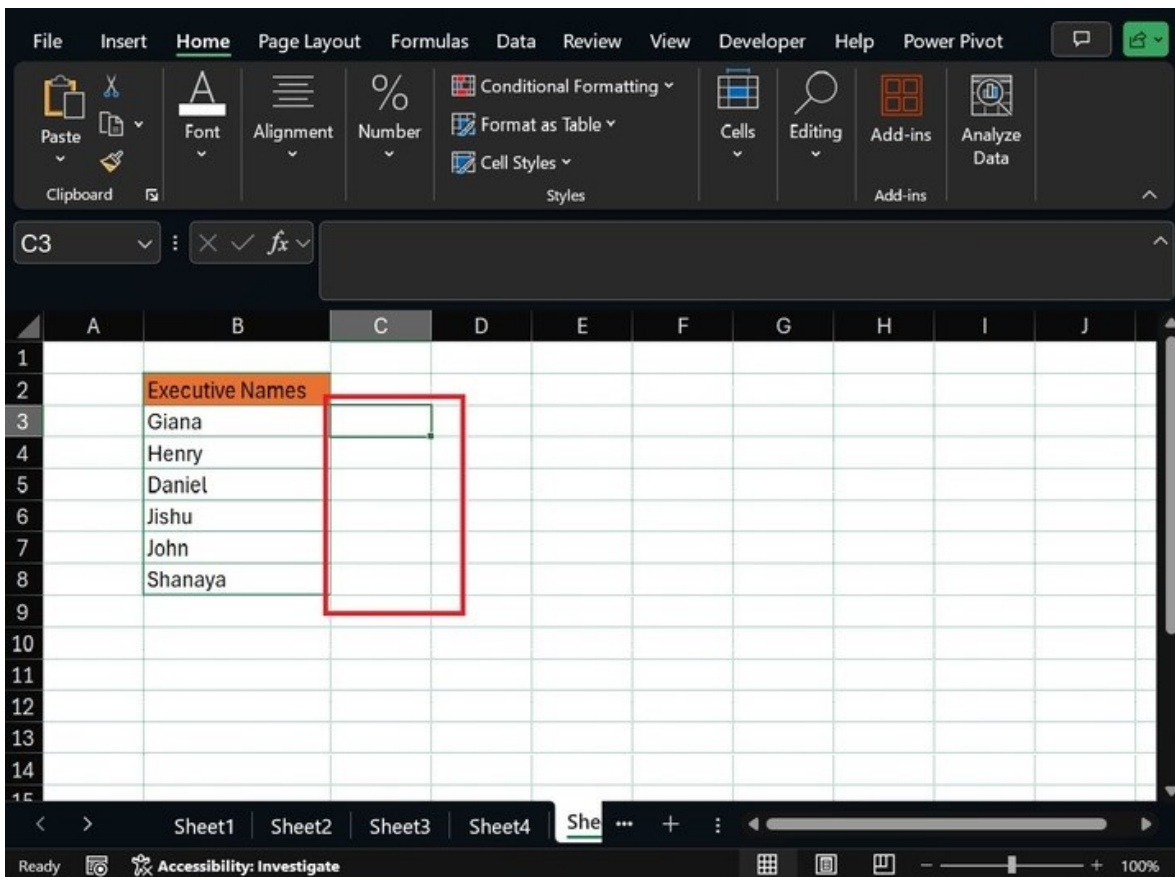 File Insert Home Page Layout Formulas Data Review View Developer Help Power Pivot
Paste
Clipboard
Font
Alignment
%
Number
Conditional Formatting
Format as Table
Cell Styles
Styles
Cells
Editing
Add-ins
Add-ins
Analyze
Data
C3 fx
A B C D E F G H I J
1
2 Executive Names
3 Giana
4 Henry
5 Daniel
6 Jishu
7 John
8 Shanaya
9
10
11
12
13
14
15
Sheet1 Sheet2 Sheet3 Sheet4 She ... +
Ready Accessibility: Investigate - + 100%